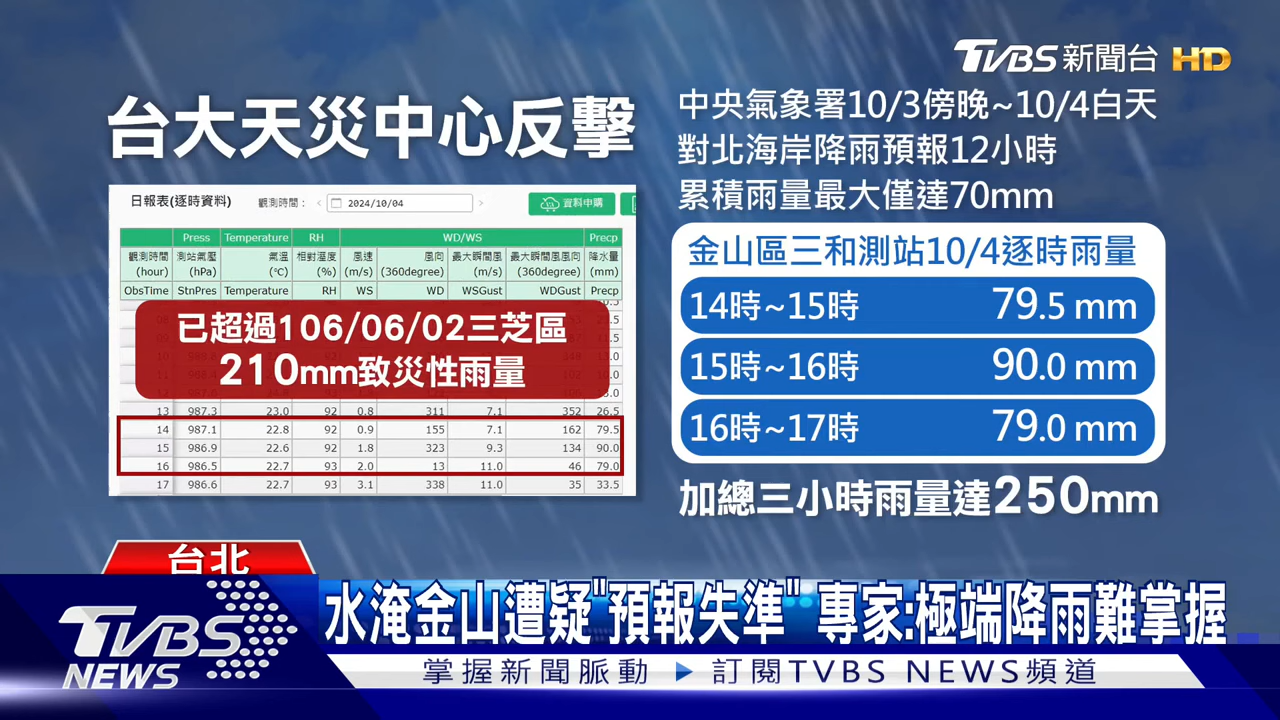 TVBS新聞台 HD
台大天災中心反擊
中央氣象署10/3傍晚~10/4白天
對北海岸降雨預報12小時
累積雨量最大僅達70mm
日報表(逐時資料) 觀測時間: 2024/10/04 資料申購
Press Temperature RH WD/WS Precp
觀測時間 測站氣壓 氣溫 相對溼度 風速 風向 最大瞬間風 最大瞬間風風向 降水量
(hour) (hPa) (℃) (%) (m/s) (360degree) (m/s) (360degree) (mm)
ObsTime StnPres Temperature RH WS WD WSGust WDGust Precp
已超過106/06/02三芝區
210mm致災性雨量
13 987.3 23.0 92 0.8 311 7.1 352 26.5
14 987.1 22.8 92 0.9 155 7.1 162 79.5
15 986.9 22.6 92 1.8 323 9.3 134 90.0
16 986.5 22.7 93 2.0 13 11.0 46 79.0
17 986.6 22.7 93 3.1 338 11.0 35 33.5
金山區三和測站10/4逐時雨量
14時~15時 79.5 mm
15時~16時 90.0 mm
16時~17時 79.0 mm
加總三小時雨量達250mm
台北
水淹金山遭疑"預報失準" 專家:極端降雨難掌握
TVBS NEWS
掌握新聞脈動 ▶ 訂閱TVBS NEWS頻道